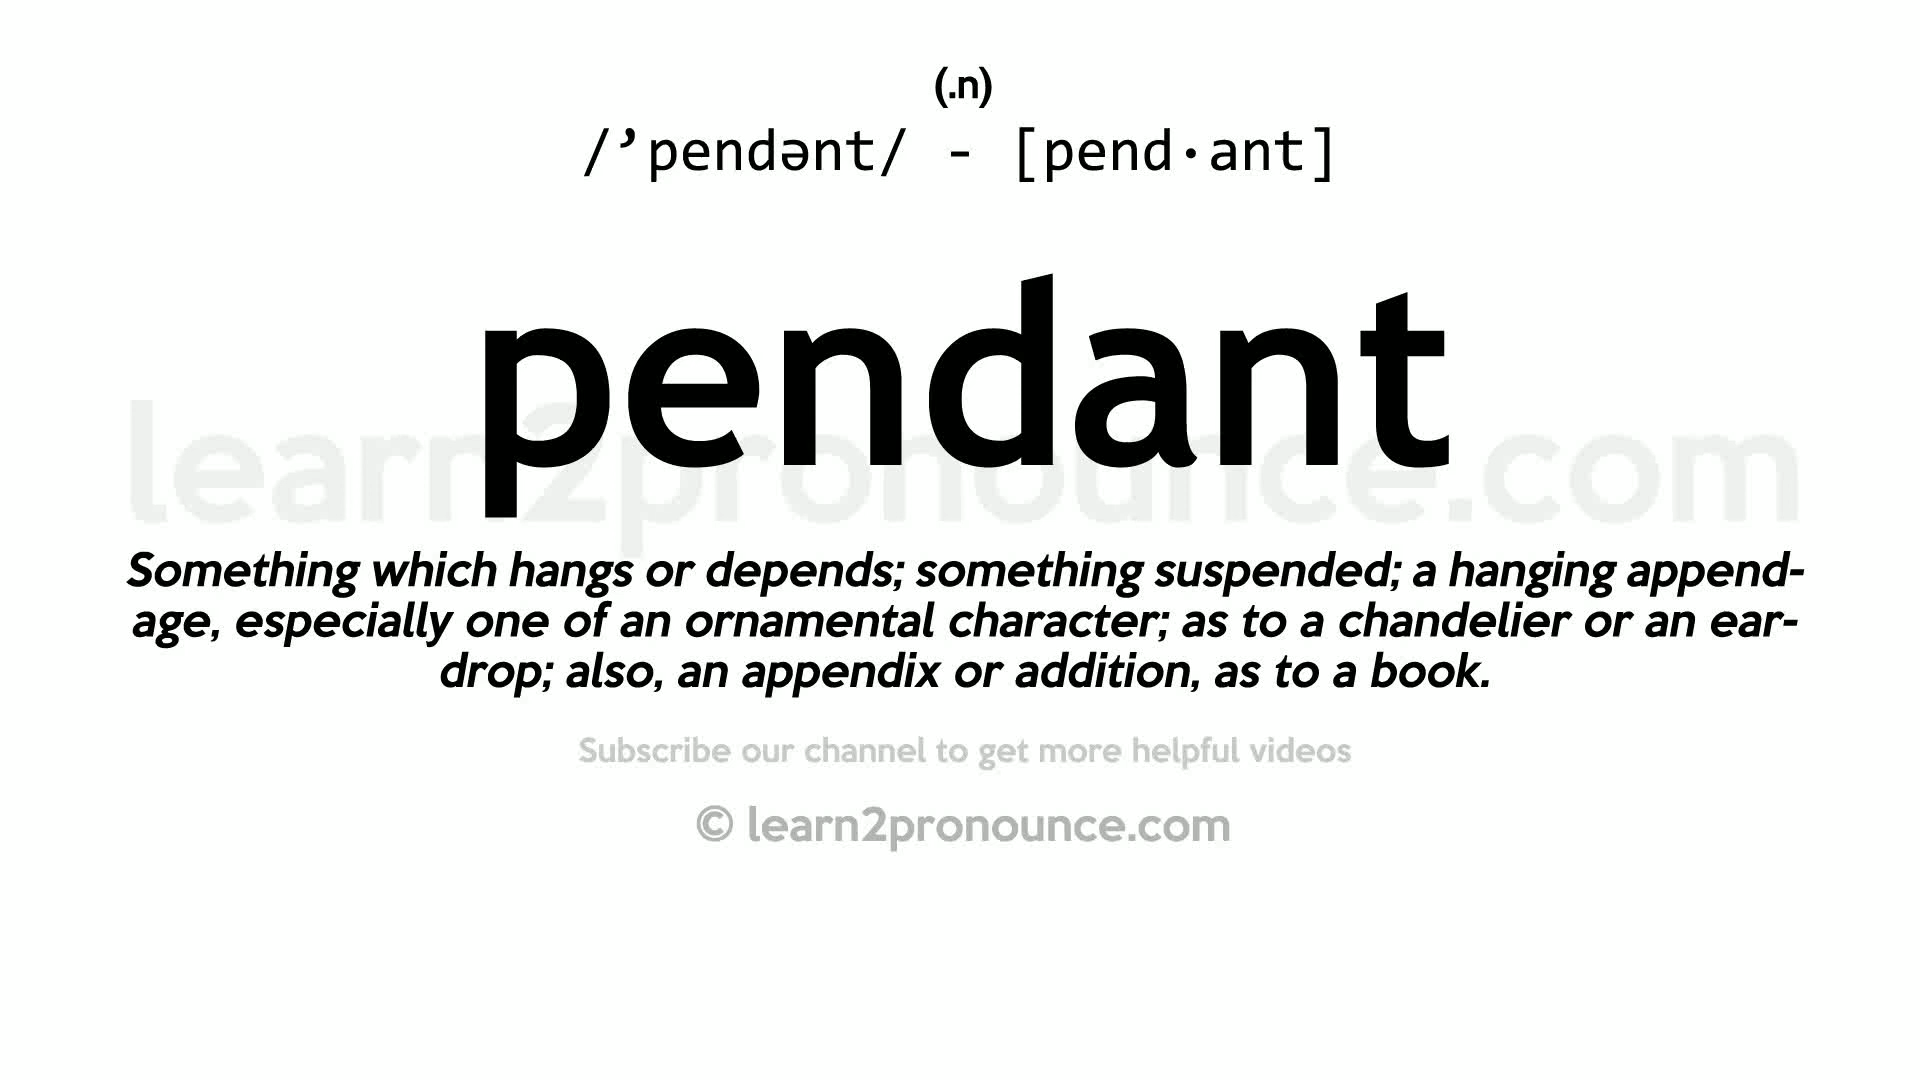 (.n)
/’pendənt/ - [pend·ant]
pendant
learn2pronounce.com
Something which hangs or depends; something suspended; a hanging append-
age, especially one of an ornamental character; as to a chandelier or an ear-
drop; also, an appendix or addition, as to a book.
Subscribe our channel to get more helpful videos
© learn2pronounce.com